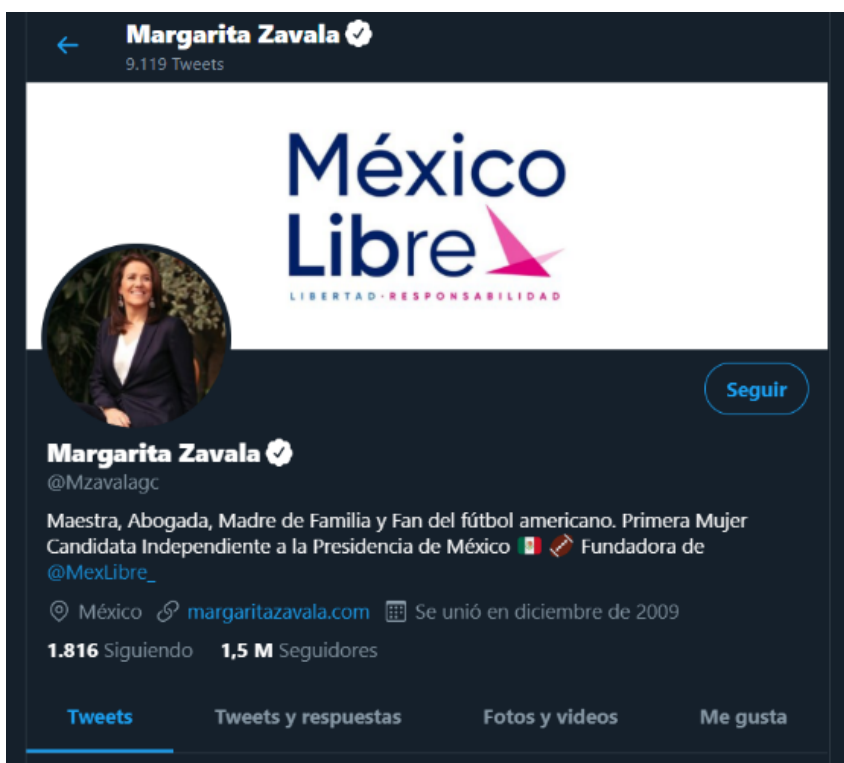 Margarita Zavala
9.119 Tweets
México
Libre
LIBERTAD·RESPONSABILIDAD
Seguir
Margarita Zavala
@Mzavalagc
Maestra, Abogada, Madre de Familia y Fan del fútbol americano. Primera Mujer
Candidata Independiente a la Presidencia de México 🇲🇽 🏈 Fundadora de
@MexLibre_
México margaritazavala.com Se unió en diciembre de 2009
1.816 Siguiendo 1,5 M Seguidores
Tweets Tweets y respuestas Fotos y videos Me gusta